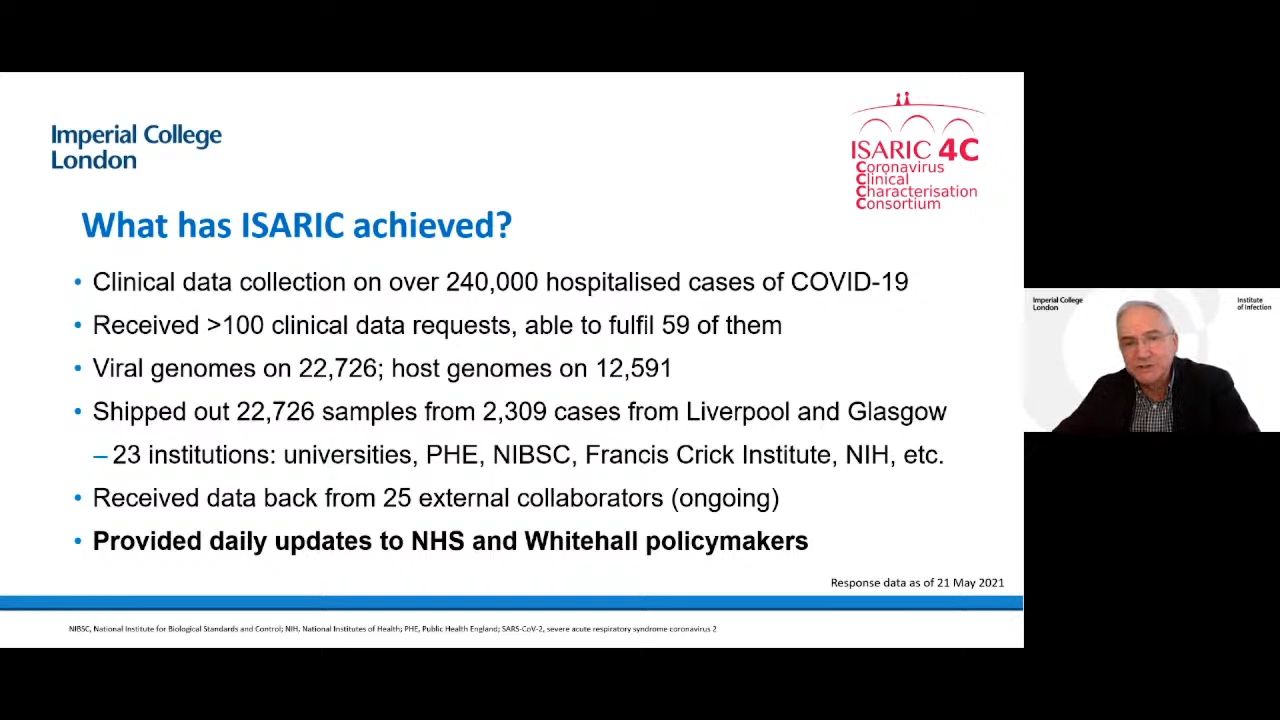 Imperial College
London
ISARIC 4C
Coronavirus
Clinical
Characterisation
Consortium
What has ISARIC achieved?
• Clinical data collection on over 240,000 hospitalised cases of COVID-19
• Received >100 clinical data requests, able to fulfil 59 of them
• Viral genomes on 22,726; host genomes on 12,591
• Shipped out 22,726 samples from 2,309 cases from Liverpool and Glasgow
– 23 institutions: universities, PHE, NIBSC, Francis Crick Institute, NIH, etc.
• Received data back from 25 external collaborators (ongoing)
• Provided daily updates to NHS and Whitehall policymakers
Response data as of 21 May 2021
NIBSC, National Institute for Biological Standards and Control; NIH, National Institutes of Health; PHE, Public Health England; SARS-CoV-2, severe acute respiratory syndrome coronavirus 2
Imperial College
London
Institute
of Infection